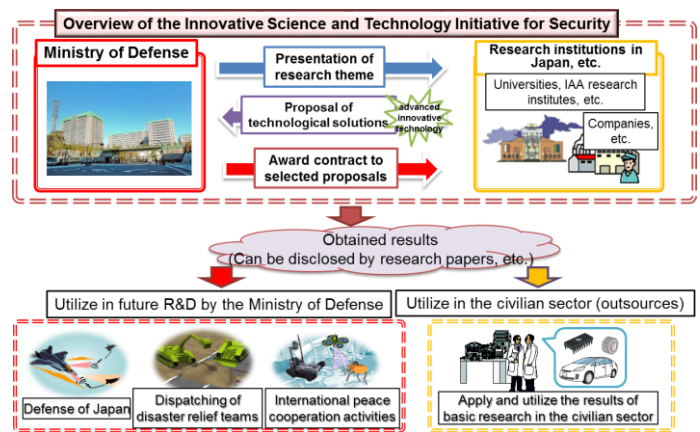 Overview of the Innovative Science and Technology Initiative for Security
Ministry of Defense
Presentation of
research theme
Proposal of
technological solutions
advanced
innovative
technology
Award contract to
selected proposals
Research institutions in
Japan, etc.
Universities, IAA research
institutes, etc.
Companies,
etc.
Obtained results
(Can be disclosed by research papers, etc.)
Utilize in future R&D by the Ministry of Defense
Utilize in the civilian sector (outsources)
Defense of Japan
Dispatching of
disaster relief teams
International peace
cooperation activities
Apply and utilize the results of
basic research in the civilian sector